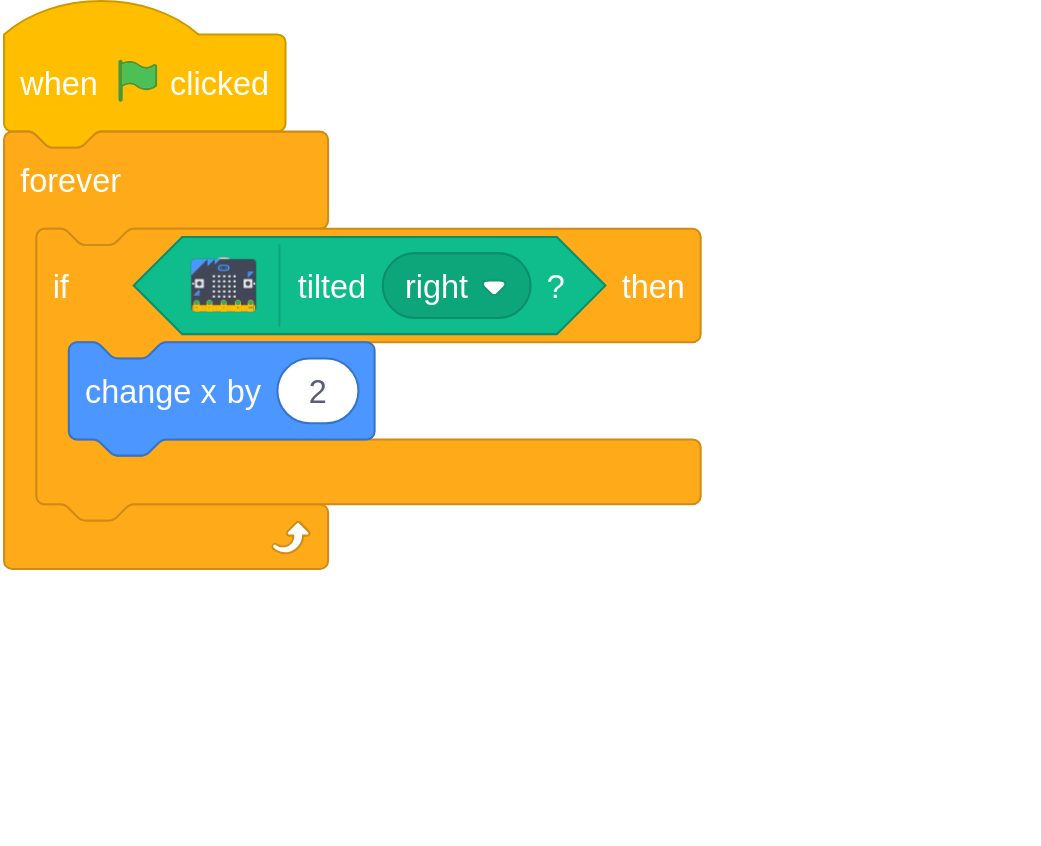 when clicked
forever
if tilted right ? then
change x by 2